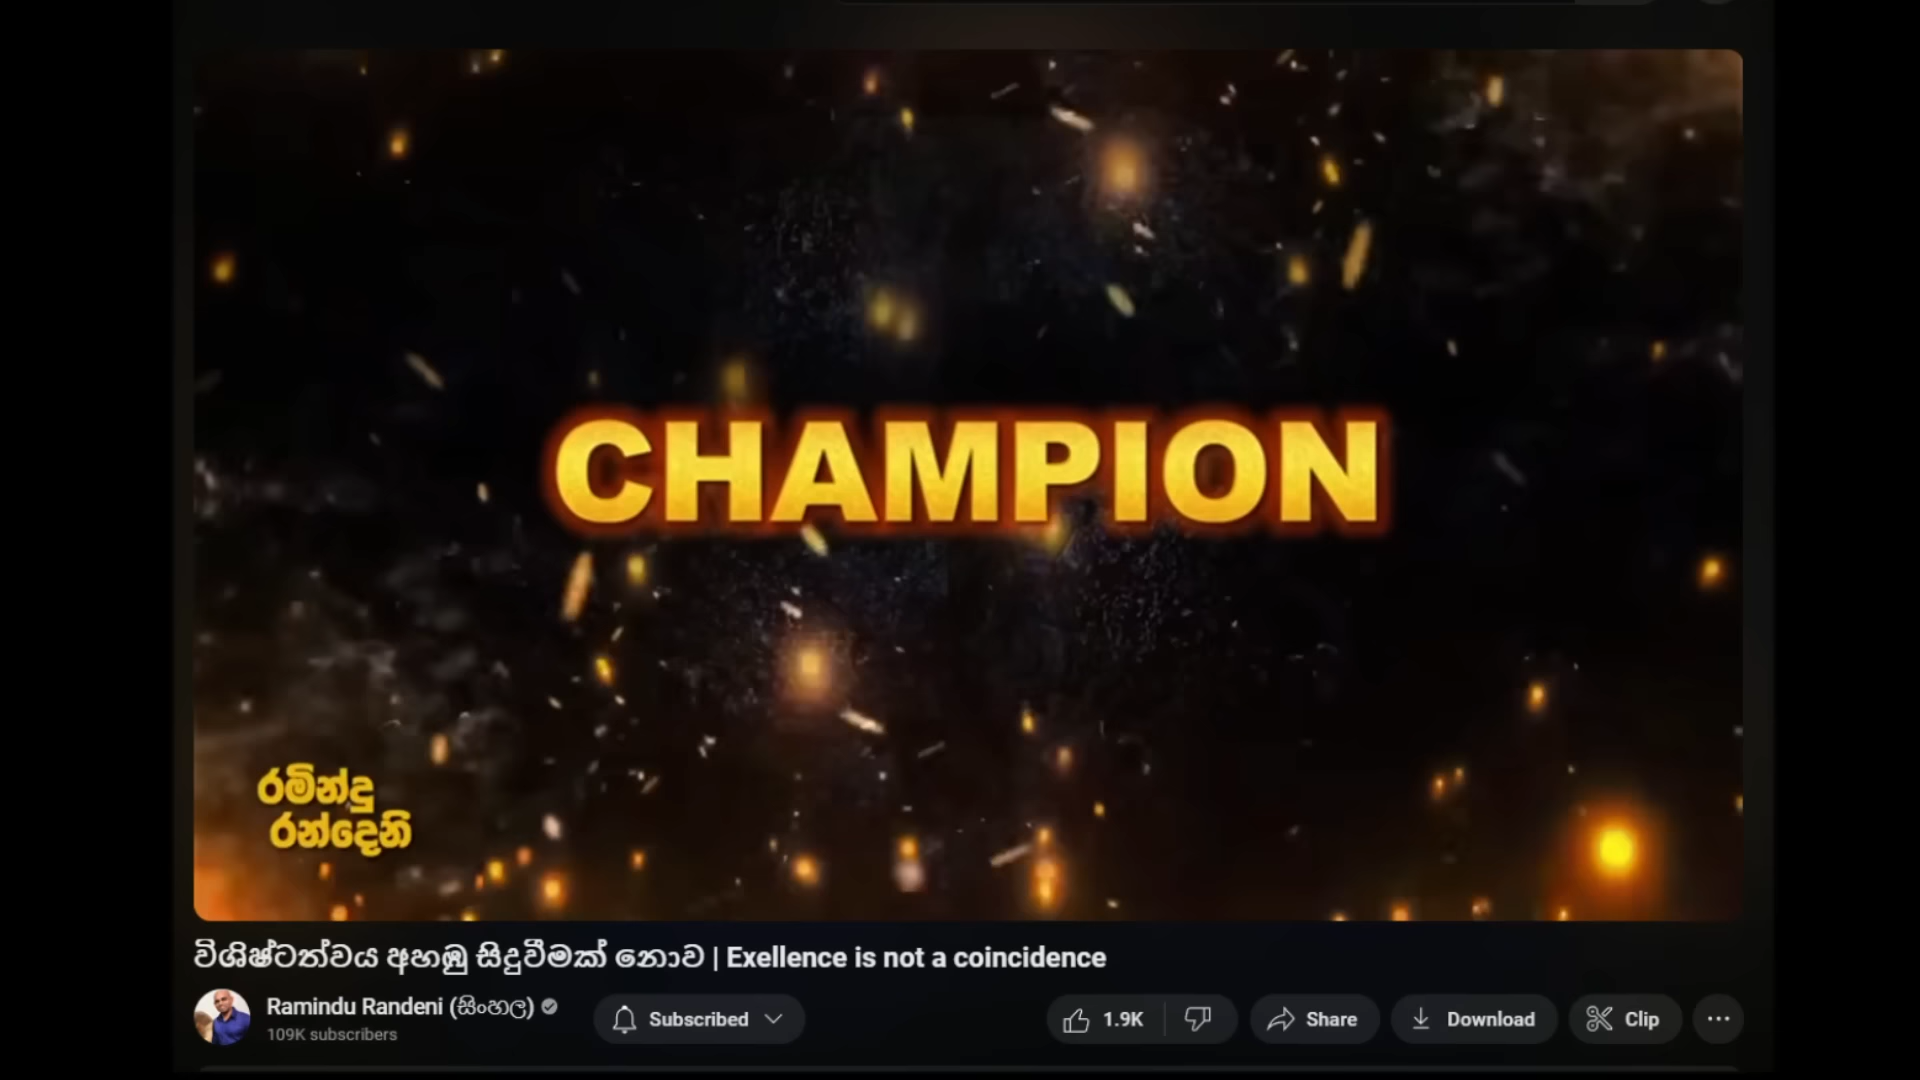 CHAMPION
රමින්දු
රන්දෙනි
විශිෂ්ටත්වය අහඹු සිදුවීමක් නොව | Exellence is not a coincidence
Ramindu Randeni (සිංහල)
109K subscribers
Subscribed
1.9K
Share
Download
Clip